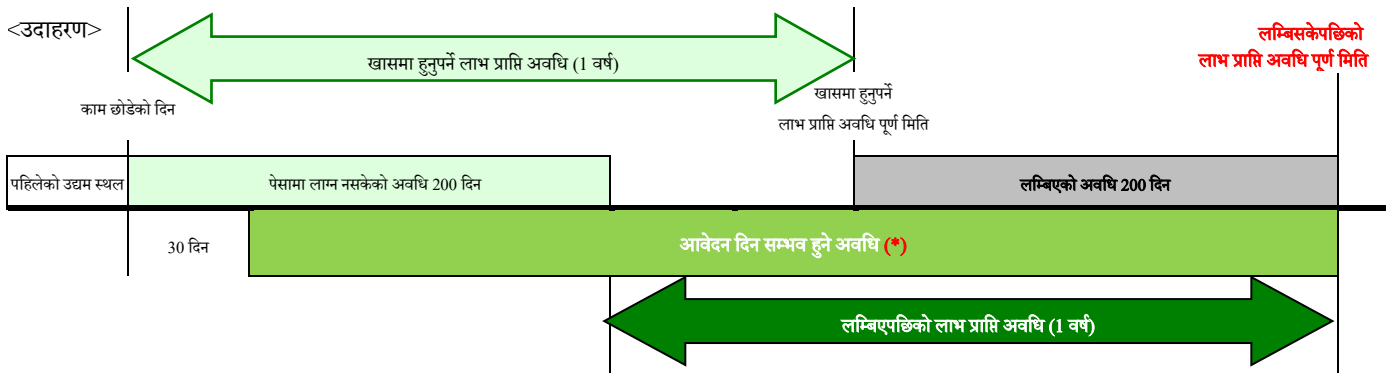 <उदाहरण>
लम्बिसकेपछिको
लाभ प्राप्ति अवधि पूर्ण मिति
खासमा हुनुपर्ने लाभ प्राप्ति अवधि (1 वर्ष)
काम छोडेको दिन
खासमा हुनुपर्ने
लाभ प्राप्ति अवधि पूर्ण मिति
पहिलेको उद्यम स्थल
पेसामा लाग्न नसकेको अवधि 200 दिन
लम्बिएको अवधि 200 दिन
30 दिन
आवेदन दिन सम्भव हुने अवधि (*)
लम्बिएपछिको लाभ प्राप्ति अवधि (1 वर्ष)